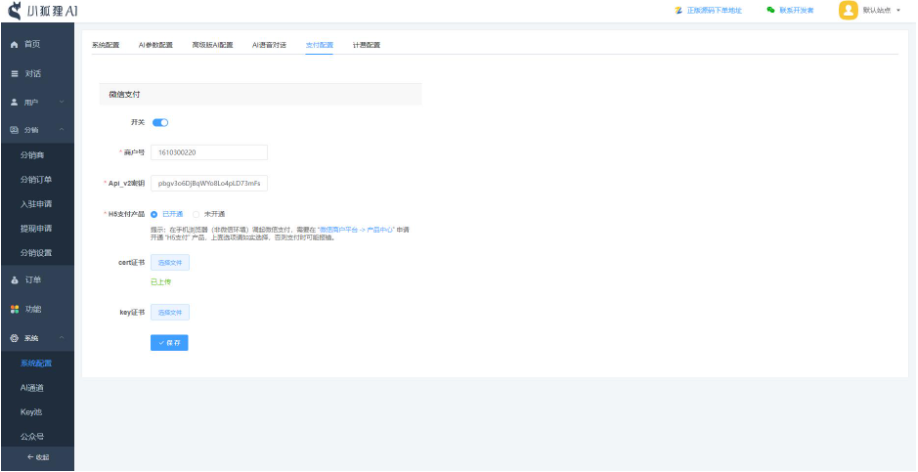 小狐狸AI
正版源码下单地址
联系开发者
默认站点
首页
对话
用户
分销
分销商
分销订单
入驻申请
提现申请
分销设置
订单
功能
系统
系统配置
AI通道
Key池
公众号
收起
系统配置
AI参数配置
高级版AI配置
AI语音对话
支付配置
计费配置
微信支付
开关
* 商户号
1610300220
* Api_v2密钥
* H5支付产品
已开通
未开通
提示：在手机浏览器（非微信环境）调起微信支付，需要在 "微信商户平台 -> 产品中心" 申请
开通 "H5支付" 产品，上面选项请如实选择，否则支付时可能报错。
cert证书
选择文件
已上传
key证书
选择文件
保存